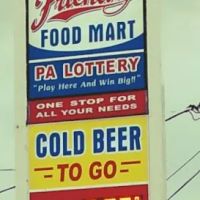 FOOD MART
PA LOTTERY
"Play Here And Win Big!!"
ONE STOP FOR
ALL YOUR NEEDS
COLD BEER
-TO GO-